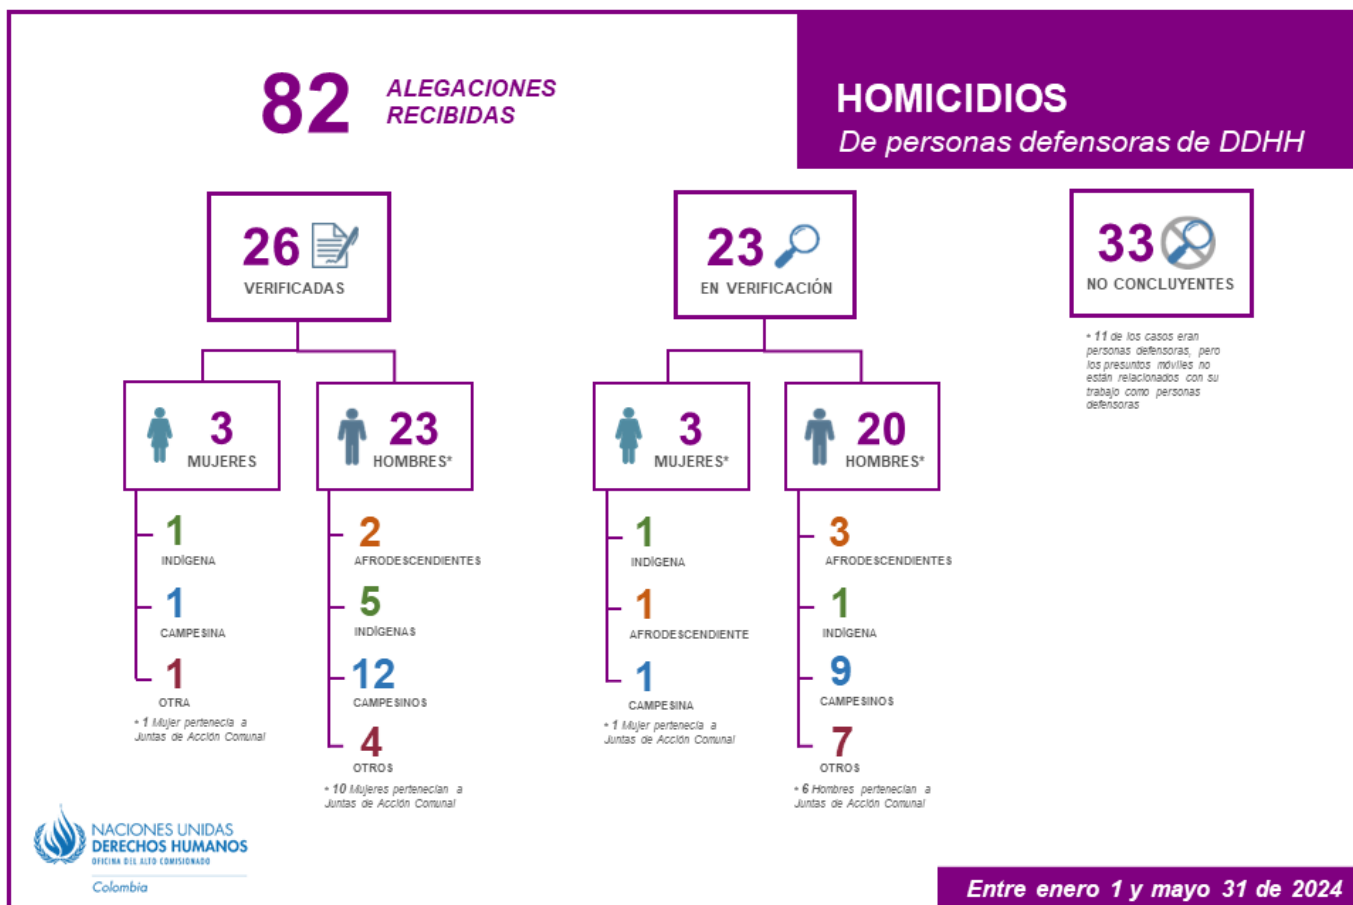 82
ALEGACIONES
RECIBIDAS
HOMICIDIOS
De personas defensoras de DDHH
26
VERIFICADAS
3
MUJERES
1
INDÍGENA
1
CAMPESINA
1
OTRA
* 1 Mujer pertenecía a
Juntas de Acción Comunal
23
HOMBRES*
2
AFRODESCENDIENTES
5
INDÍGENAS
12
CAMPESINOS
4
OTROS
* 10 Mujeres pertenecían a
Juntas de Acción Comunal
23
EN VERIFICACIÓN
3
MUJERES*
1
INDÍGENA
1
AFRODESCENDIENTE
1
CAMPESINA
* 1 Mujer pertenecía a
Juntas de Acción Comunal
20
HOMBRES*
3
AFRODESCENDIENTES
1
INDÍGENA
9
CAMPESINOS
7
OTROS
* 6 Hombres pertenecían a
Juntas de Acción Comunal
33
NO CONCLUYENTES
* 11 de los casos eran
personas defensoras, pero
los presuntos móviles no
están relacionados con su
trabajo como personas
defensoras
NACIONES UNIDAS
DERECHOS HUMANOS
OFICINA DEL ALTO COMISIONADO
Colombia
Entre enero 1 y mayo 31 de 2024